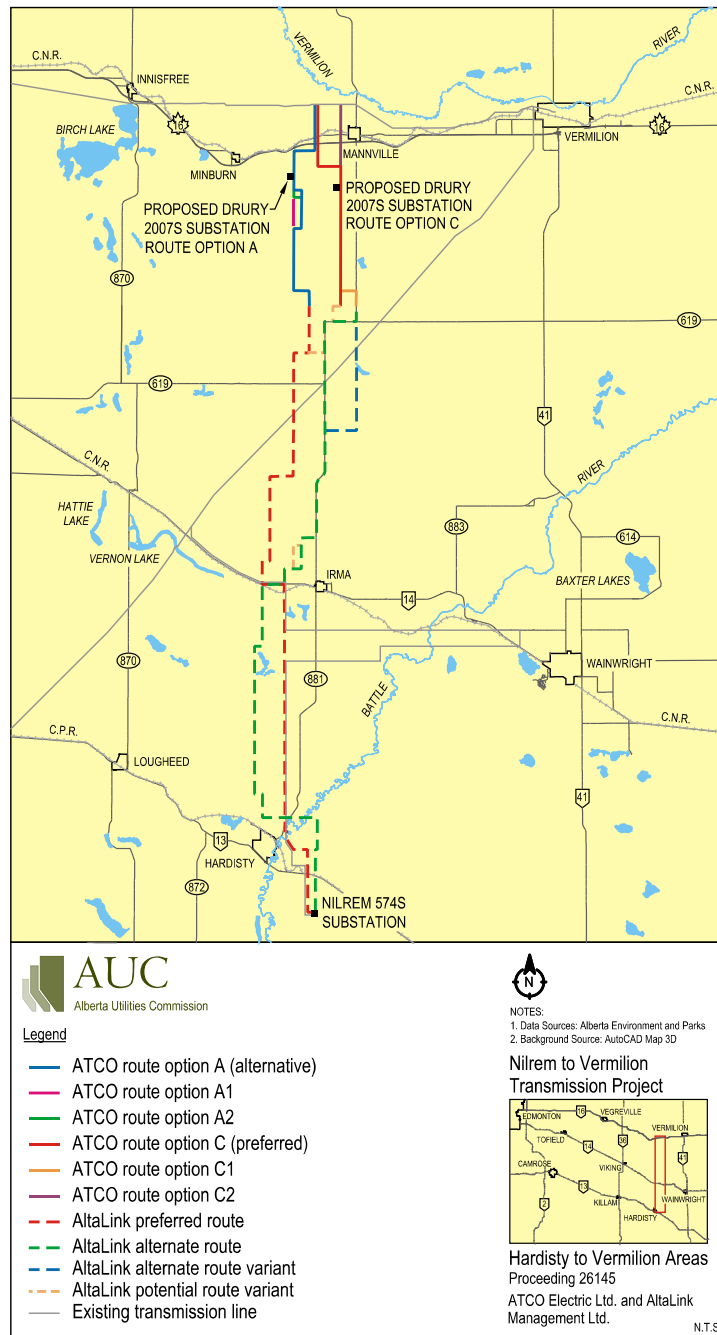 C.N.R.
VERMILION
RIVER
INNISFREE
C.N.R.
BIRCH LAKE
16
16
VERMILION
MANNVILLE
MINBURN
PROPOSED DRURY
2007S SUBSTATION
ROUTE OPTION A
PROPOSED DRURY
2007S SUBSTATION
ROUTE OPTION C
870
619
619
41
C.N.R.
RIVER
HATTIE
LAKE
883
614
VERNON LAKE
IRMA
BAXTER LAKES
14
870
881
WAINWRIGHT
BATTLE
C.P.R.
C.N.R.
LOUGHEED
41
13
HARDISTY
872
NILREM 574S
SUBSTATION
AUC
Alberta Utilities Commission
Legend
ATCO route option A (alternative)
ATCO route option A1
ATCO route option A2
ATCO route option C (preferred)
ATCO route option C1
ATCO route option C2
AltaLink preferred route
AltaLink alternate route
AltaLink alternate route variant
AltaLink potential route variant
Existing transmission line
N
NOTES:
1. Data Sources: Alberta Environment and Parks
2. Background Source: AutoCAD Map 3D
Nilrem to Vermilion
Transmission Project
EDMONTON
16
VEGREVILLE
VERMILION
TOFIELD
14
36
41
CAMROSE
VIKING
13
WAINWRIGHT
2
KILLAM
HARDISTY
Hardisty to Vermilion Areas
Proceeding 26145
ATCO Electric Ltd. and AltaLink
Management Ltd.
N.T.S